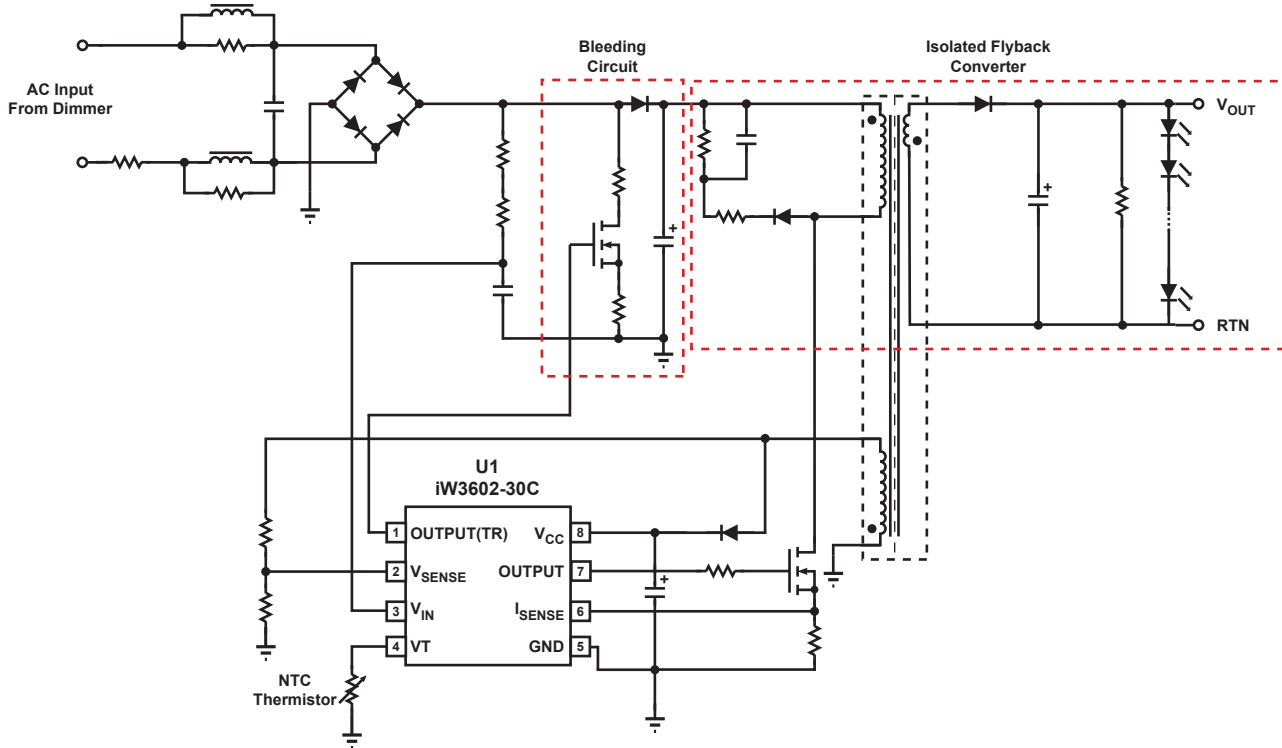 Bleeding
Circuit
Isolated Flyback
Converter
AC Input
From Dimmer
VOUT
+
+
RTN
U1
iW3602-30C
1 OUTPUT(TR)
VCC 8
2 VSENSE
OUTPUT 7
3 VIN
ISENSE 6
4 VT
GND 5
+
NTC
Thermistor